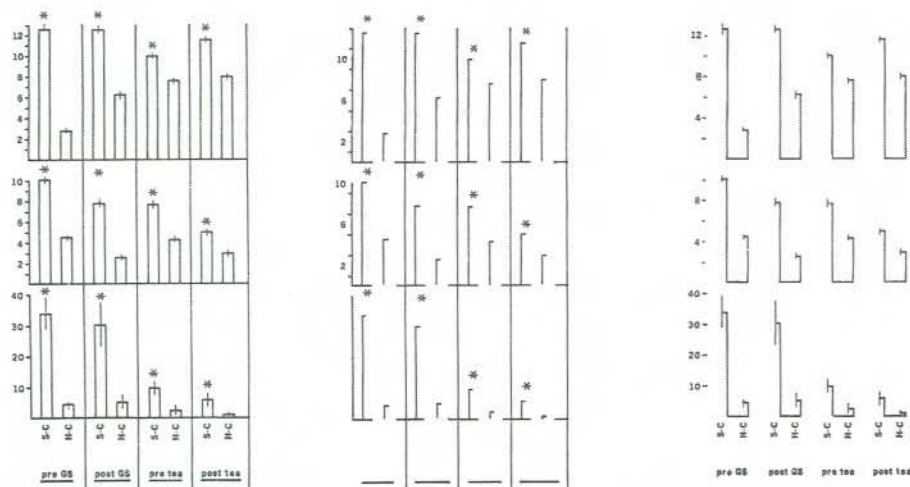 * * * * * * * *
12 12
10 10
8
6 6 8
4 4
2 2
* * * * * * * *
10 10
8
6 6
4 4
2 2
* * * * * *
40 40
30 30
20 20
10 * * * * 10
S-C H-C S-C H-C S-C H-C S-C H-C S-C H-C S-C H-C S-C H-C S-C H-C
pre GS post GS pre tea post tea pre GS post GS pre tea post tea